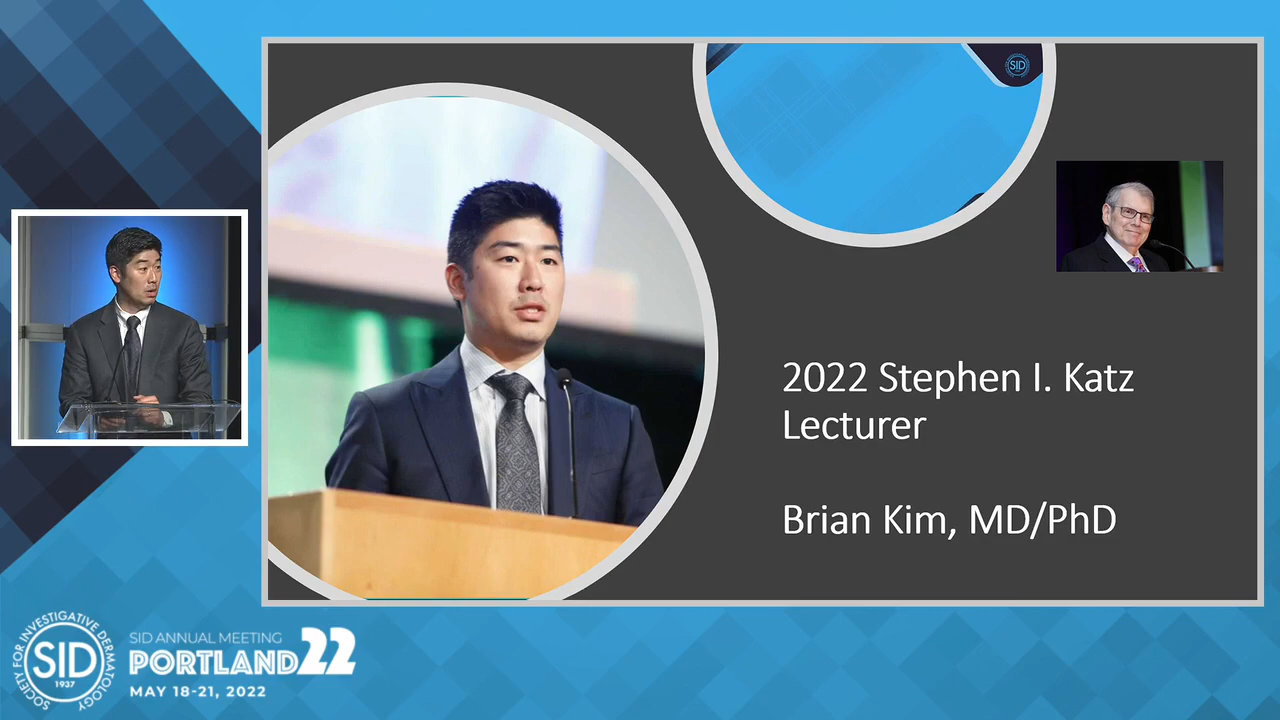 SID
2022 Stephen I. Katz
Lecturer
Brian Kim, MD/PhD
SOCIETY FOR INVESTIGATIVE DERMATOLOGY
SID
1937
SID ANNUAL MEETING
PORTLAND22
MAY 18-21, 2022